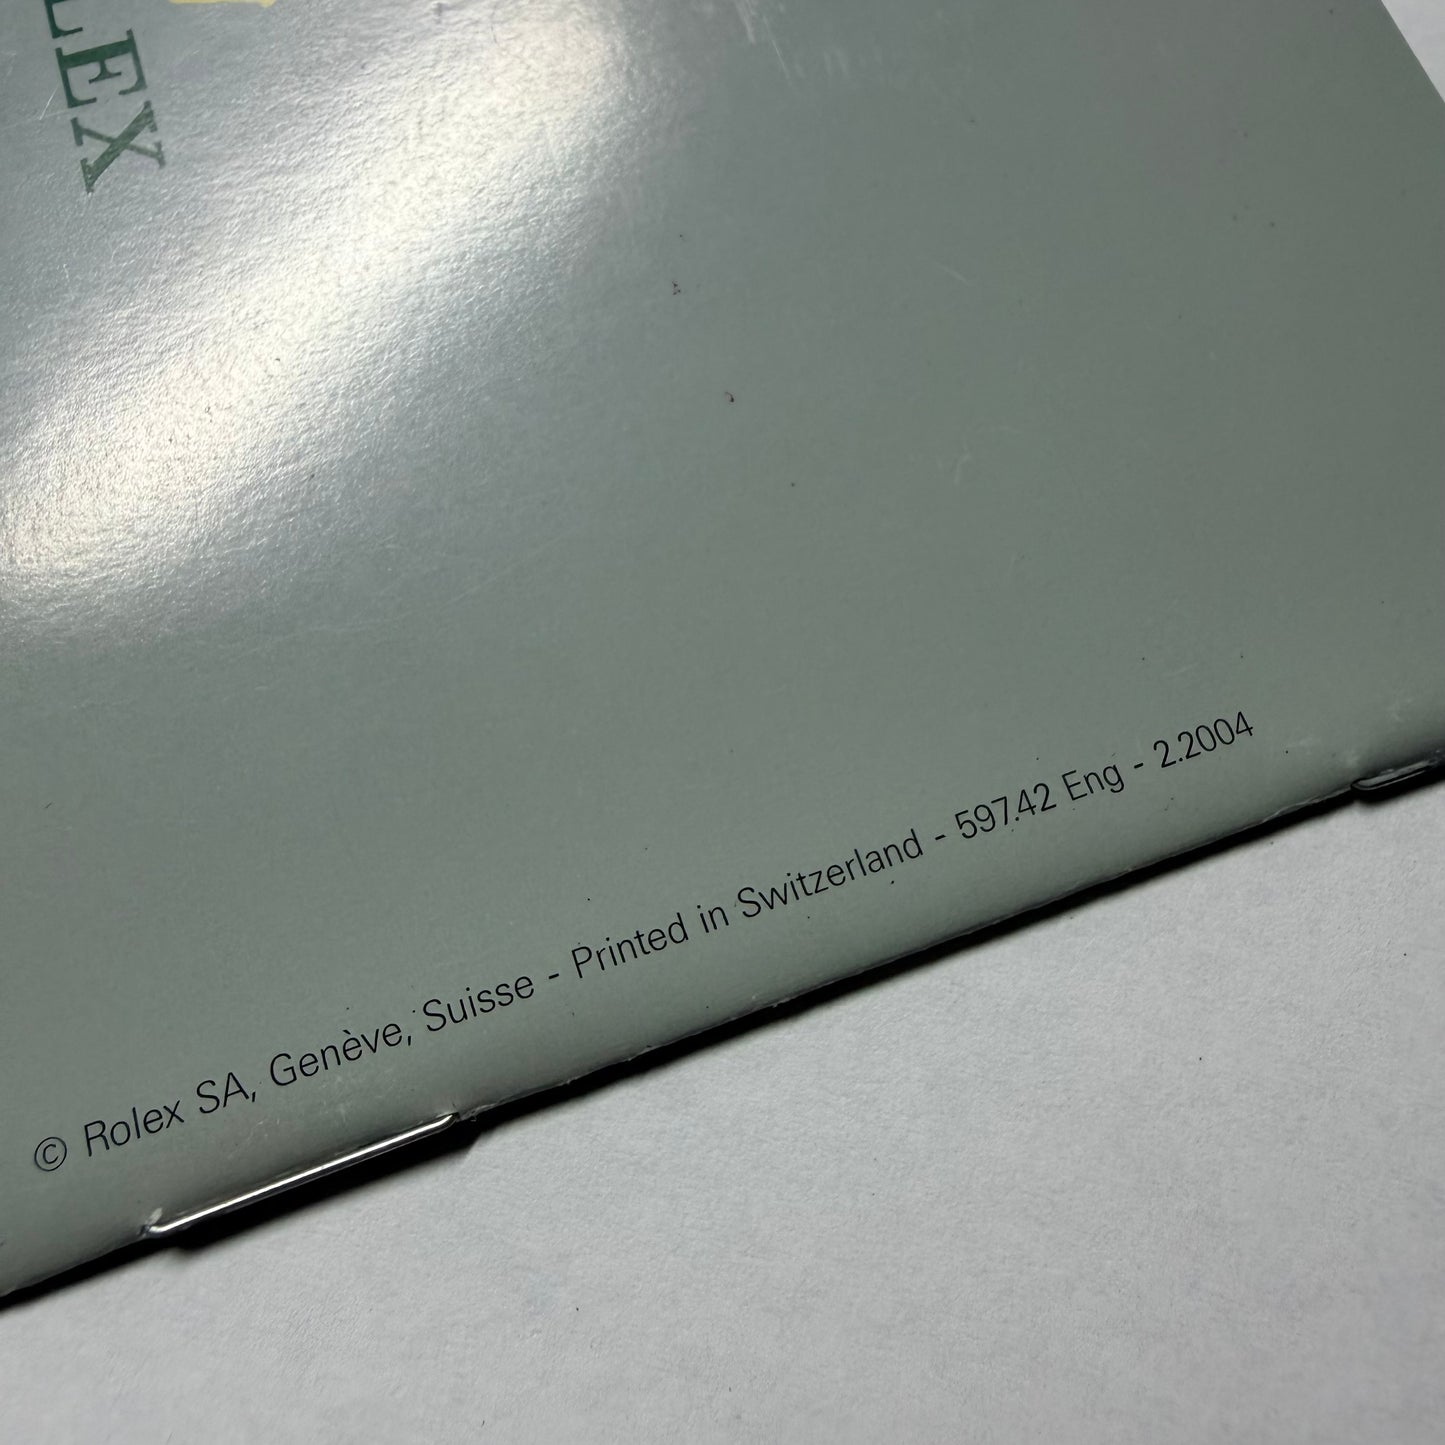 LEX
© Rolex SA, Genève, Suisse - Printed in Switzerland - 597.42 Eng - 2.2004